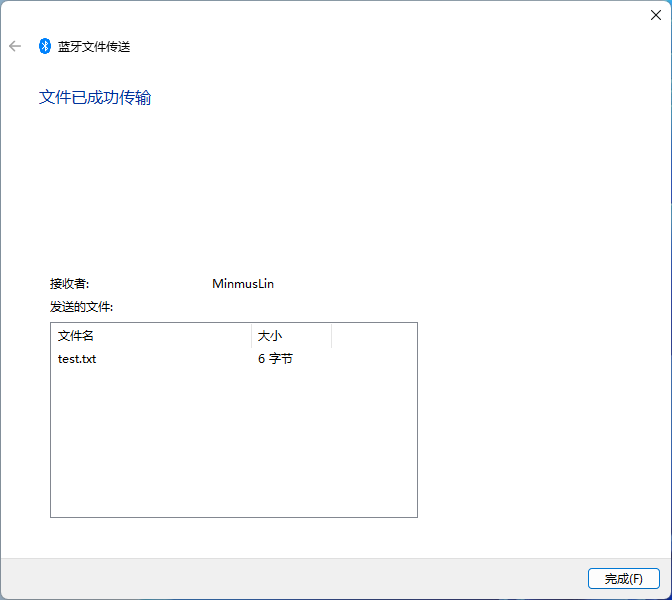 蓝牙文件传送
文件已成功传输
接收者: MinmusLin
发送的文件:
文件名 大小
test.txt 6 字节
完成(F)